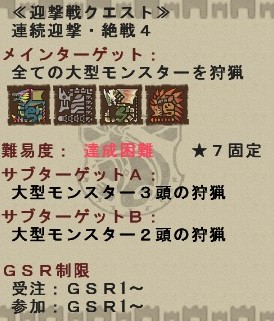 ≪迎撃戦クエスト≫
連続迎撃・絶戦４
メインターゲット：
全ての大型モンスターを狩猟
難易度： 達成困難 ★７固定
サブターゲットＡ：
大型モンスター３頭の狩猟
サブターゲットＢ：
大型モンスター２頭の狩猟
ＧＳＲ制限
受注：ＧＳＲ1～
参加：ＧＳＲ1～